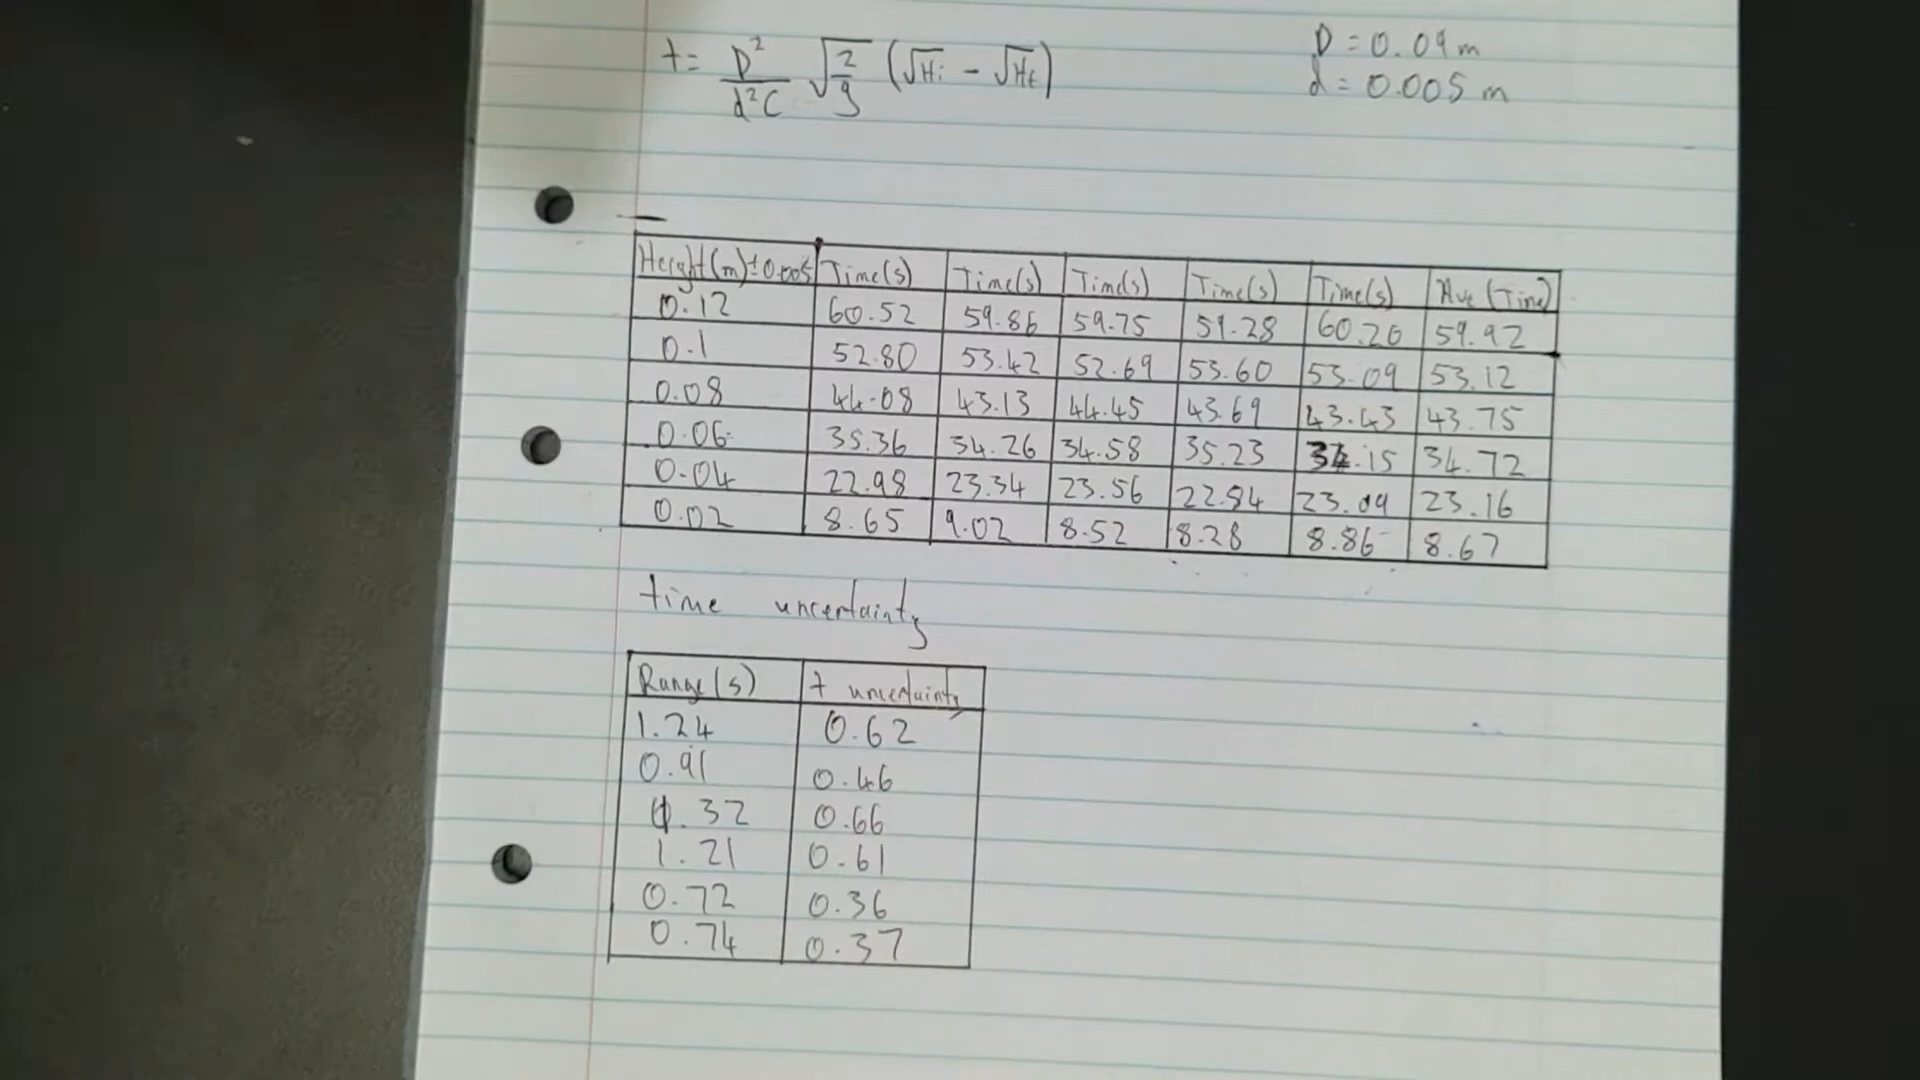 t = D²/d²C √2/g (√Hi - √Hf)
D = 0.09 m
d = 0.005 m
Height(m)±0.005 Time(s) Time(s) Time(s) Time(s) Time(s) Ave (Time)
0.12 60.52 59.86 59.75 59.28 60.20 59.92
0.1 52.80 53.42 52.69 53.60 53.09 53.12
0.08 44.08 43.13 44.45 43.69 43.43 43.75
0.06 35.36 34.26 34.58 35.23 34.15 34.72
0.04 22.98 23.34 23.56 22.84 23.09 23.16
0.02 8.65 9.02 8.52 8.28 8.86 8.67
time uncertainty
Range(s) t uncertainty
1.24 0.62
0.91 0.46
1.32 0.66
1.21 0.61
0.72 0.36
0.74 0.37